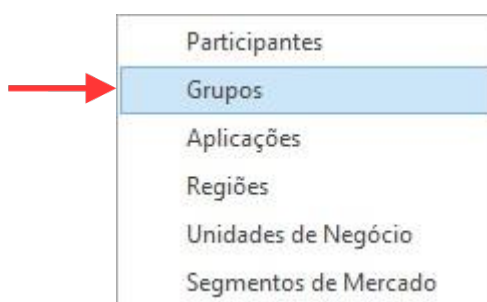 Participantes
Grupos
Aplicações
Regiões
Unidades de Negócio
Segmentos de Mercado